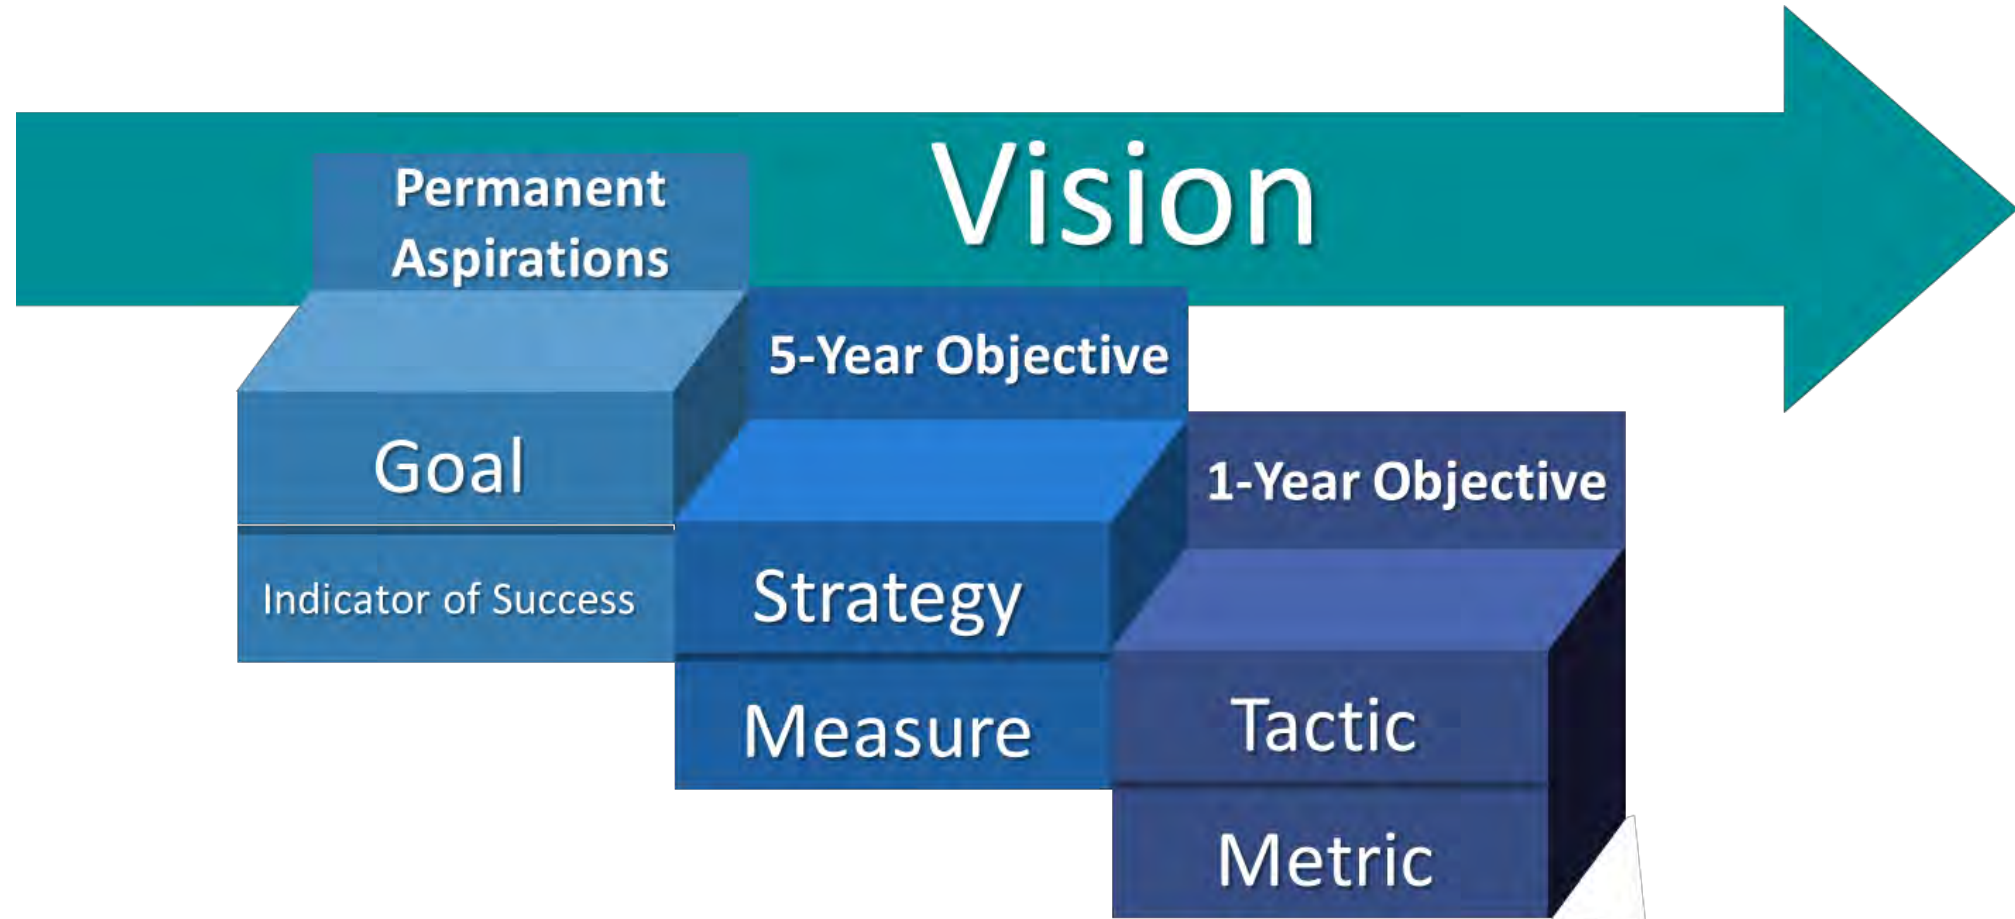 Vision
Permanent
Aspirations
Goal
Indicator of Success
5-Year Objective
Strategy
Measure
1-Year Objective
Tactic
Metric